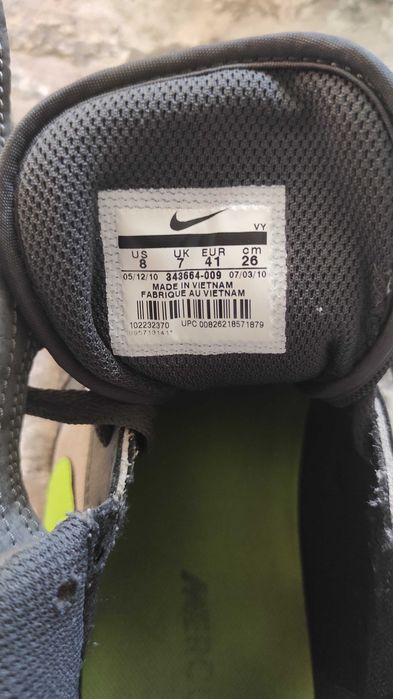 VY
US UK EUR cm
8 7 41 26
05/12/10 343664-009 07/03/10
MADE IN VIETNAM
FABRIQUE AU VIETNAM
102232370 UPC 00826218571879
MERC